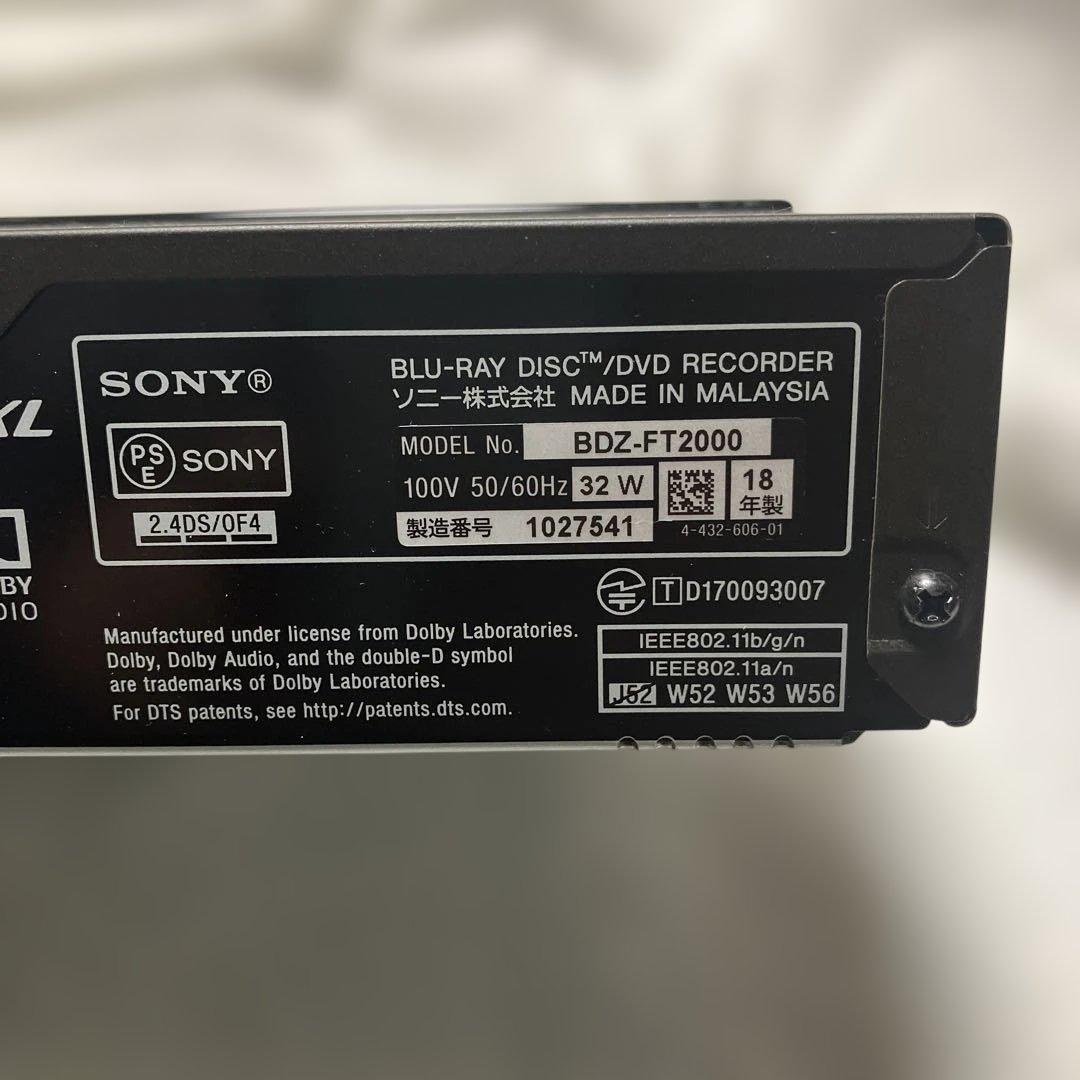 SONY®
BLU-RAY DISC™/DVD RECORDER
ソニー株式会社 MADE IN MALAYSIA
PSE SONY
MODEL No. BDZ-FT2000
100V 50/60Hz 32 W
18年製
2.4DS/OF4
製造番号 1027541
4-432-606-01
T D170093007
Manufactured under license from Dolby Laboratories.
Dolby, Dolby Audio, and the double-D symbol
are trademarks of Dolby Laboratories.
For DTS patents, see http://patents.dts.com.
IEEE802.11b/g/n
IEEE802.11a/n
J52 W52 W53 W56